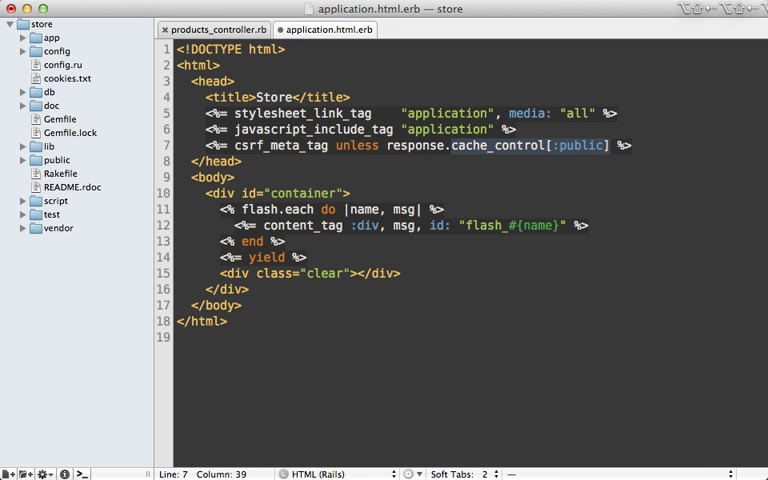 application.html.erb — store
⌥⇧⇠⌥⇧⇠⌥
store
app
config
config.ru
cookies.txt
db
doc
Gemfile
Gemfile.lock
lib
public
Rakefile
README.rdoc
script
test
vendor
products_controller.rb application.html.erb
1 <!DOCTYPE html>
2 <html>
3 <head>
4 <title>Store</title>
5 <%= stylesheet_link_tag "application", media: "all" %>
6 <%= javascript_include_tag "application" %>
7 <%= csrf_meta_tag unless response.cache_control[:public] %>
8 </head>
9 <body>
10 <div id="container">
11 <% flash.each do |name, msg| %>
12 <%= content_tag :div, msg, id: "flash_#{name}" %>
13 <% end %>
14 <%= yield %>
15 <div class="clear"></div>
16 </div>
17 </body>
18 </html>
19
Line: 7 Column: 39 L HTML (Rails) Soft Tabs: 2 —